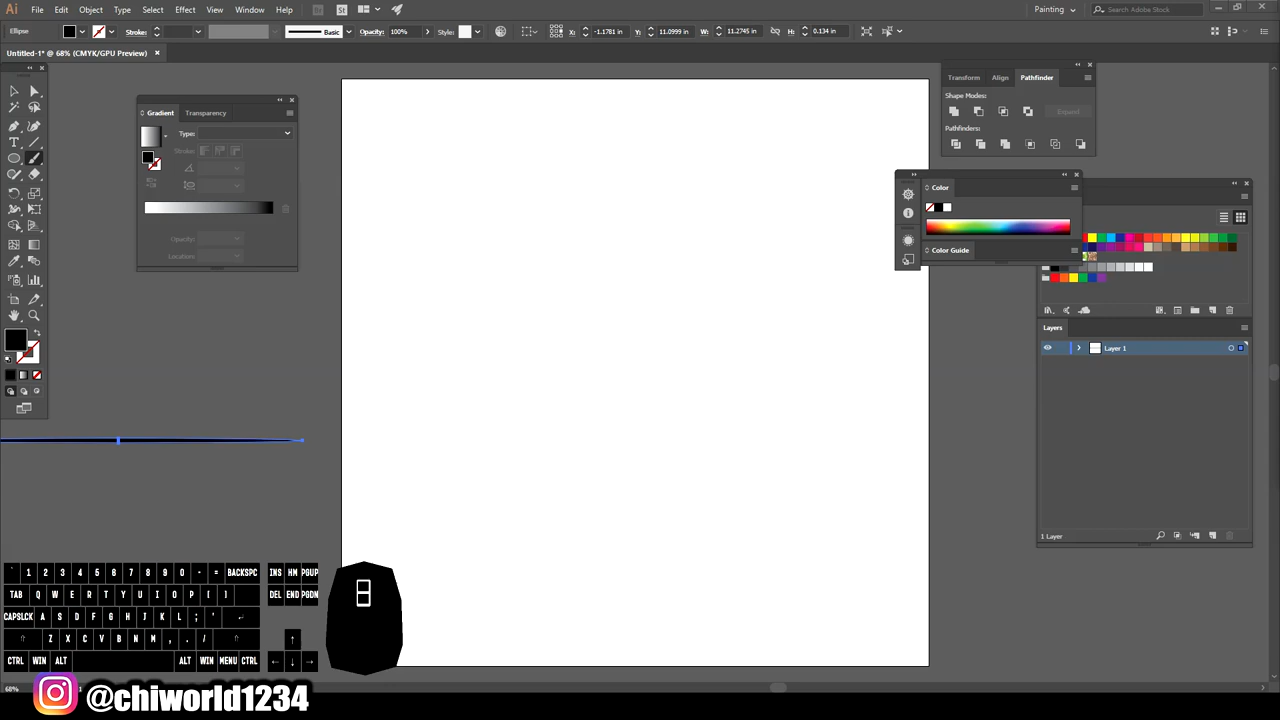 Ai File Edit Object Type Select Effect View Window Help Br St Painting Search Adobe Stock
Ellipse Stroke: Basic Opacity: 100% Style: X: -1.1781 in Y: 11.0999 in W: 11.2745 in H: 0.134 in
Untitled-1* @ 68% (CMYK/GPU Preview)
Gradient Transparency
Type:
Stroke:
Opacity:
Location:
Transform Align Pathfinder
Shape Modes:
Expand
Pathfinders:
Color
Color Guide
Layers
Layer 1
1 Layer
` 1 2 3 4 5 6 7 8 9 0 - = BACKSPC INS HM PGUP
TAB Q W E R T Y U I O P [ ] DEL END PGDN
CAPSLCK A S D F G H J K L ; '
Z X C V B N M , . /
CTRL WIN ALT ALT WIN MENU CTRL
68%
@chiworld1234